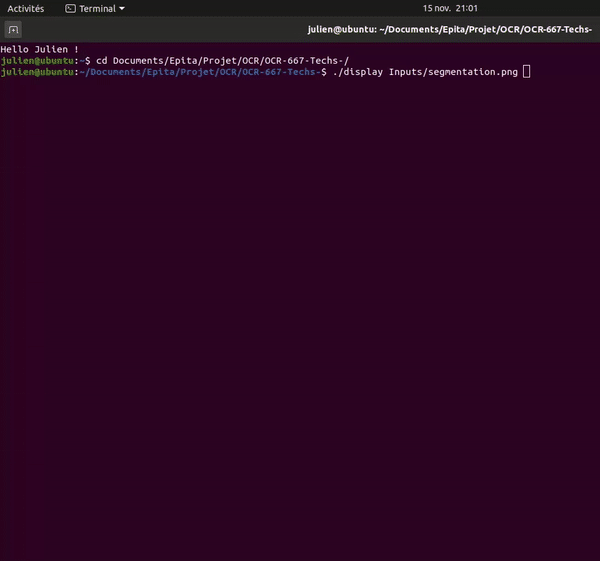 Activités Terminal 15 nov. 21:01
julien@ubuntu: ~/Documents/Epita/Projet/OCR/OCR-667-Techs-
Hello Julien !
julien@ubuntu:~$ cd Documents/Epita/Projet/OCR/OCR-667-Techs-/
julien@ubuntu:~/Documents/Epita/Projet/OCR/OCR-667-Techs-$ ./display Inputs/segmentation.png